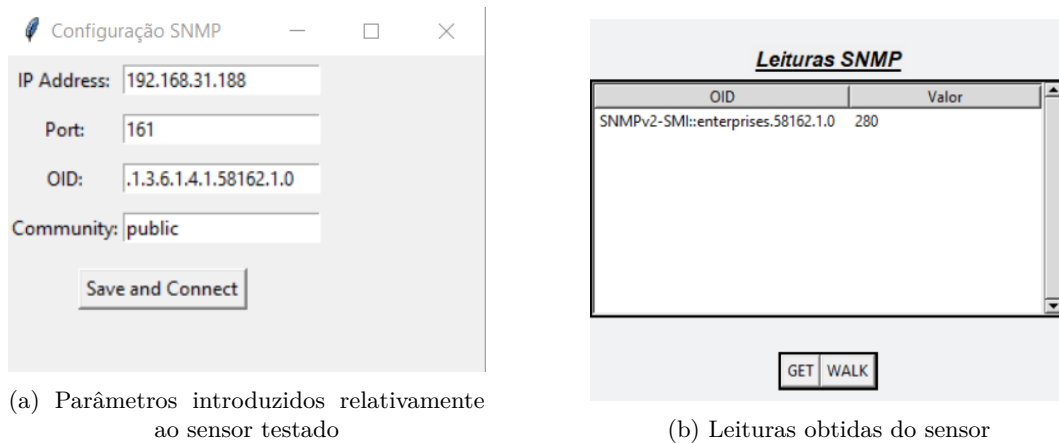 Configuração SNMP
IP Address: 192.168.31.188
Port: 161
OID: .1.3.6.1.4.1.58162.1.0
Community: public
Save and Connect
(a) Parâmetros introduzidos relativamente
ao sensor testado
Leituras SNMP
OID Valor
SNMPv2-SMI::enterprises.58162.1.0 280
GET WALK
(b) Leituras obtidas do sensor